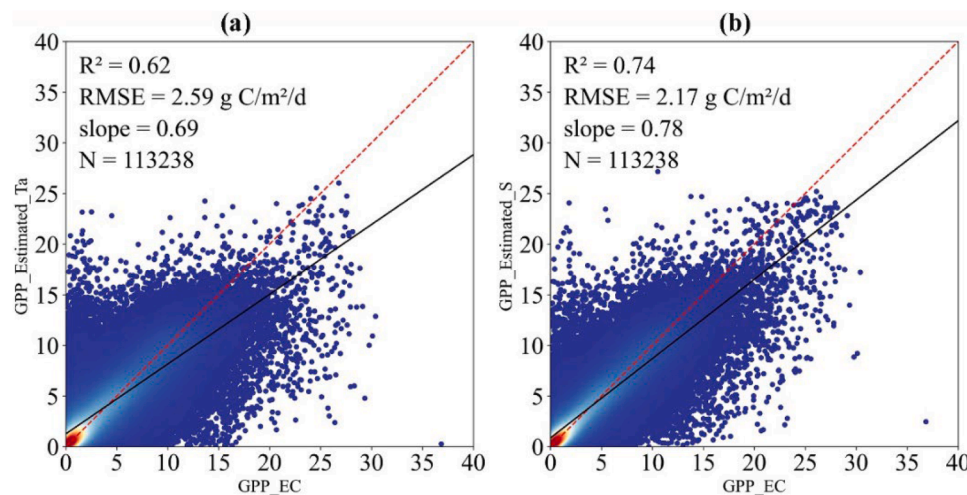 (a)
R² = 0.62
RMSE = 2.59 g C/m²/d
slope = 0.69
N = 113238
40
35
30
25
20
15
10
5
0
GPP_Estimated_Ta
0 5 10 15 20 25 30 35 40
GPP_EC
(b)
R² = 0.74
RMSE = 2.17 g C/m²/d
slope = 0.78
N = 113238
40
35
30
25
20
15
10
5
0
GPP_Estimated_S
0 5 10 15 20 25 30 35 40
GPP_EC